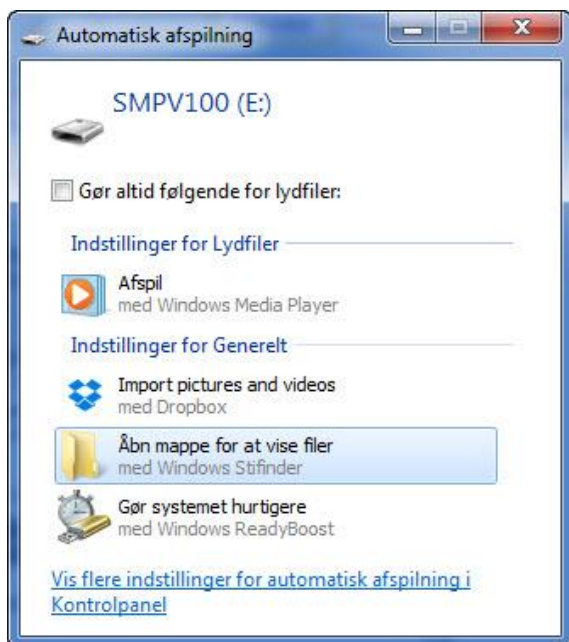 Automatisk afspilning
SMPV100 (E:)
Gør altid følgende for lydfiler:
Indstillinger for Lydfiler
Afspil
med Windows Media Player
Indstillinger for Generelt
Import pictures and videos
med Dropbox
Åbn mappe for at vise filer
med Windows Stifinder
Gør systemet hurtigere
med Windows ReadyBoost
Vis flere indstillinger for automatisk afspilning i
Kontrolpanel